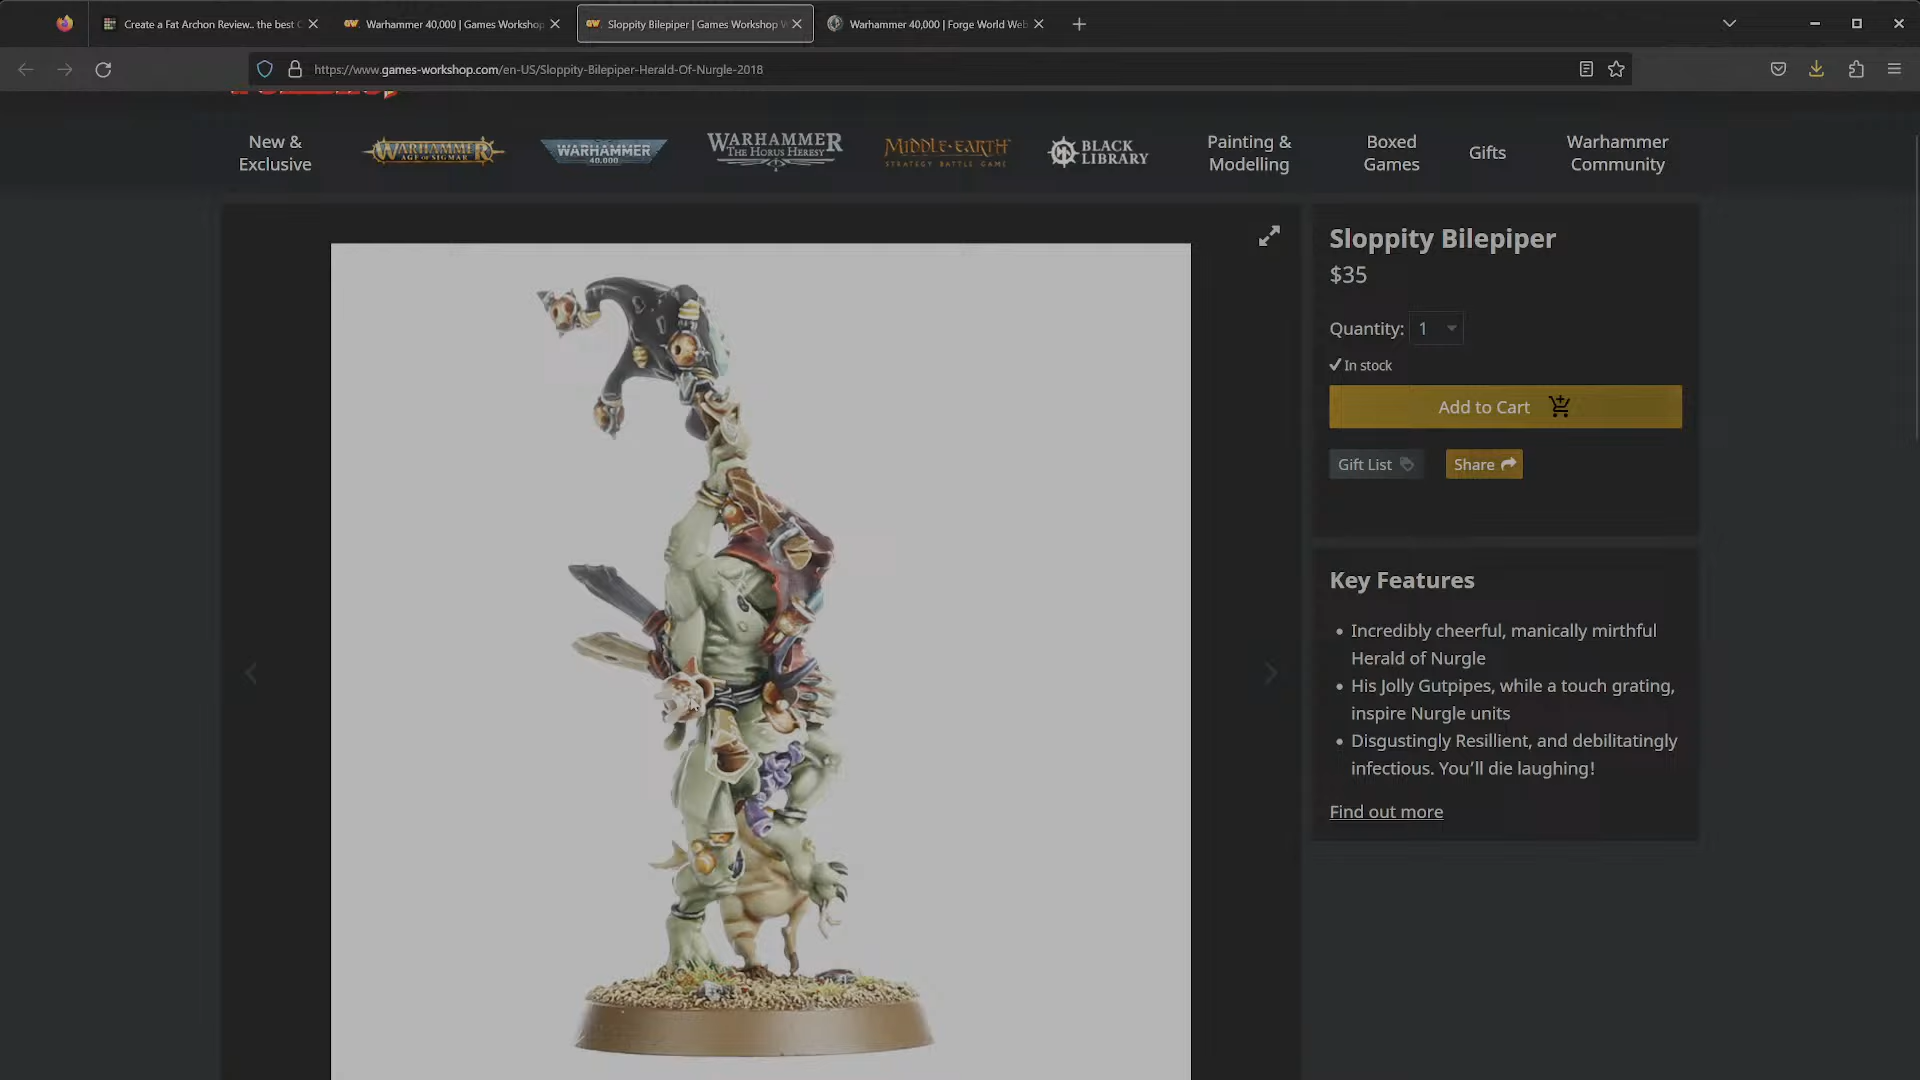 Create a Fat Archon Review.. the best C
Warhammer 40,000 | Games Workshop
Sloppity Bilepiper | Games Workshop W
Warhammer 40,000 | Forge World Web
https://www.games-workshop.com/en-US/Sloppity-Bilepiper-Herald-Of-Nurgle-2018
New &
Exclusive
WARHAMMER
AGE OF SIGMAR
WARHAMMER
40,000
WARHAMMER
THE HORUS HERESY
MIDDLE-EARTH
STRATEGY BATTLE GAME
BLACK
LIBRARY
Painting &
Modelling
Boxed
Games
Gifts
Warhammer
Community
Sloppity Bilepiper
$35
Quantity: 1
In stock
Add to Cart
Gift List
Share
Key Features
• Incredibly cheerful, manically mirthful
Herald of Nurgle
• His Jolly Gutpipes, while a touch grating,
inspire Nurgle units
• Disgustingly Resillient, and debilitatingly
infectious. You’ll die laughing!
Find out more